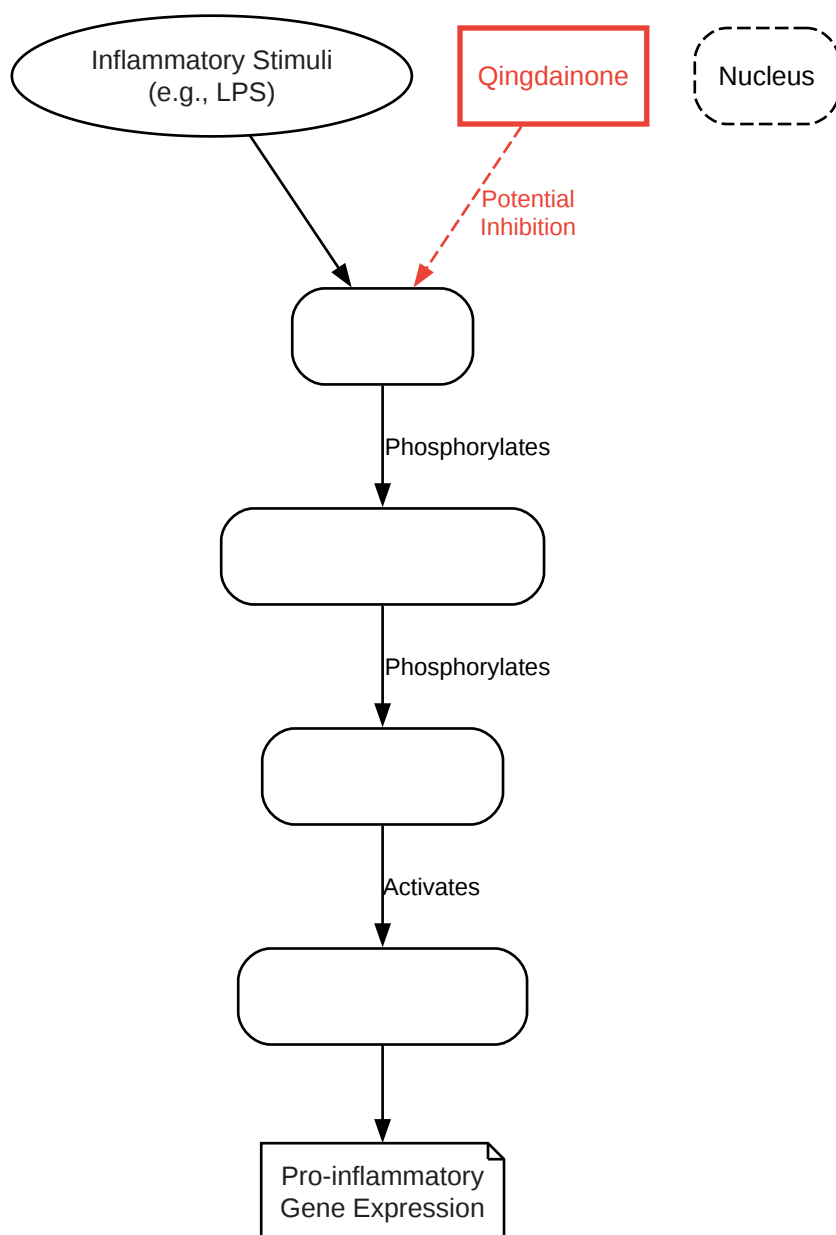 Inflammatory Stimuli
(e.g., LPS)
Qingdainone
Nucleus
Potential
Inhibition
Phosphorylates
Phosphorylates
Activates
Pro-inflammatory
Gene Expression